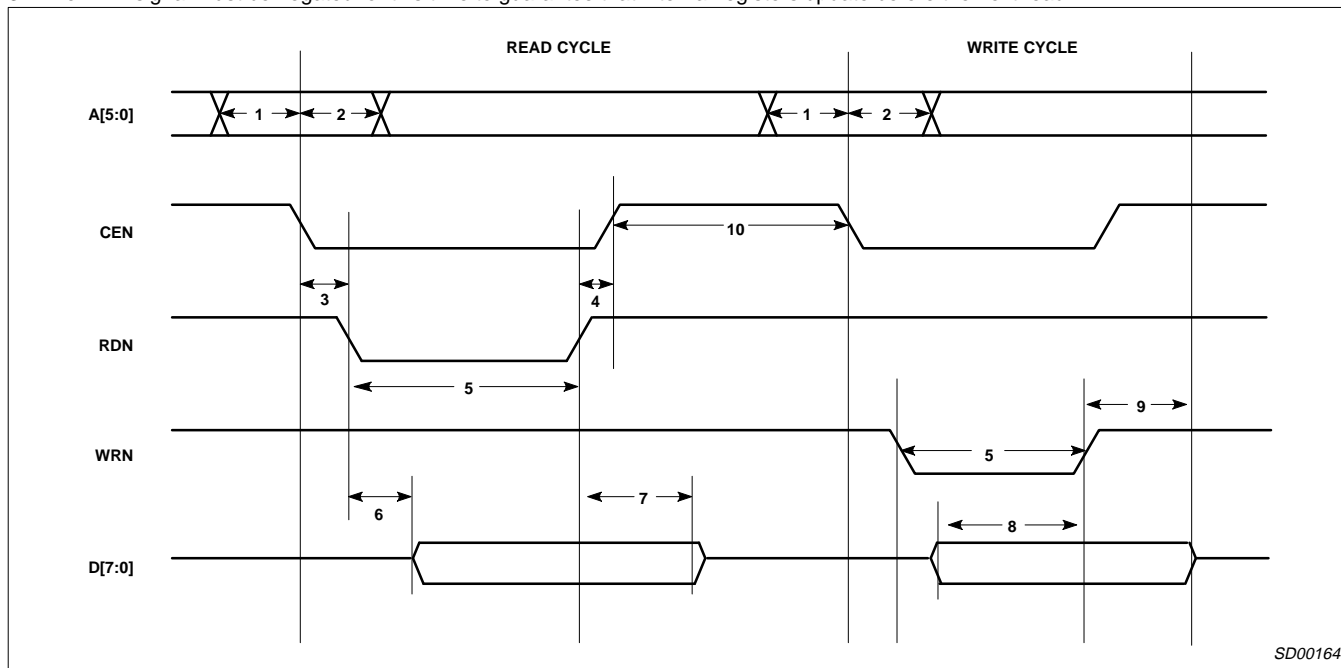 READ CYCLE WRITE CYCLE
A[5:0] 1 2 1 2
CEN 10
3 4
RDN
5
9
WRN 5
6 7
8
D[7:0]
SD00164